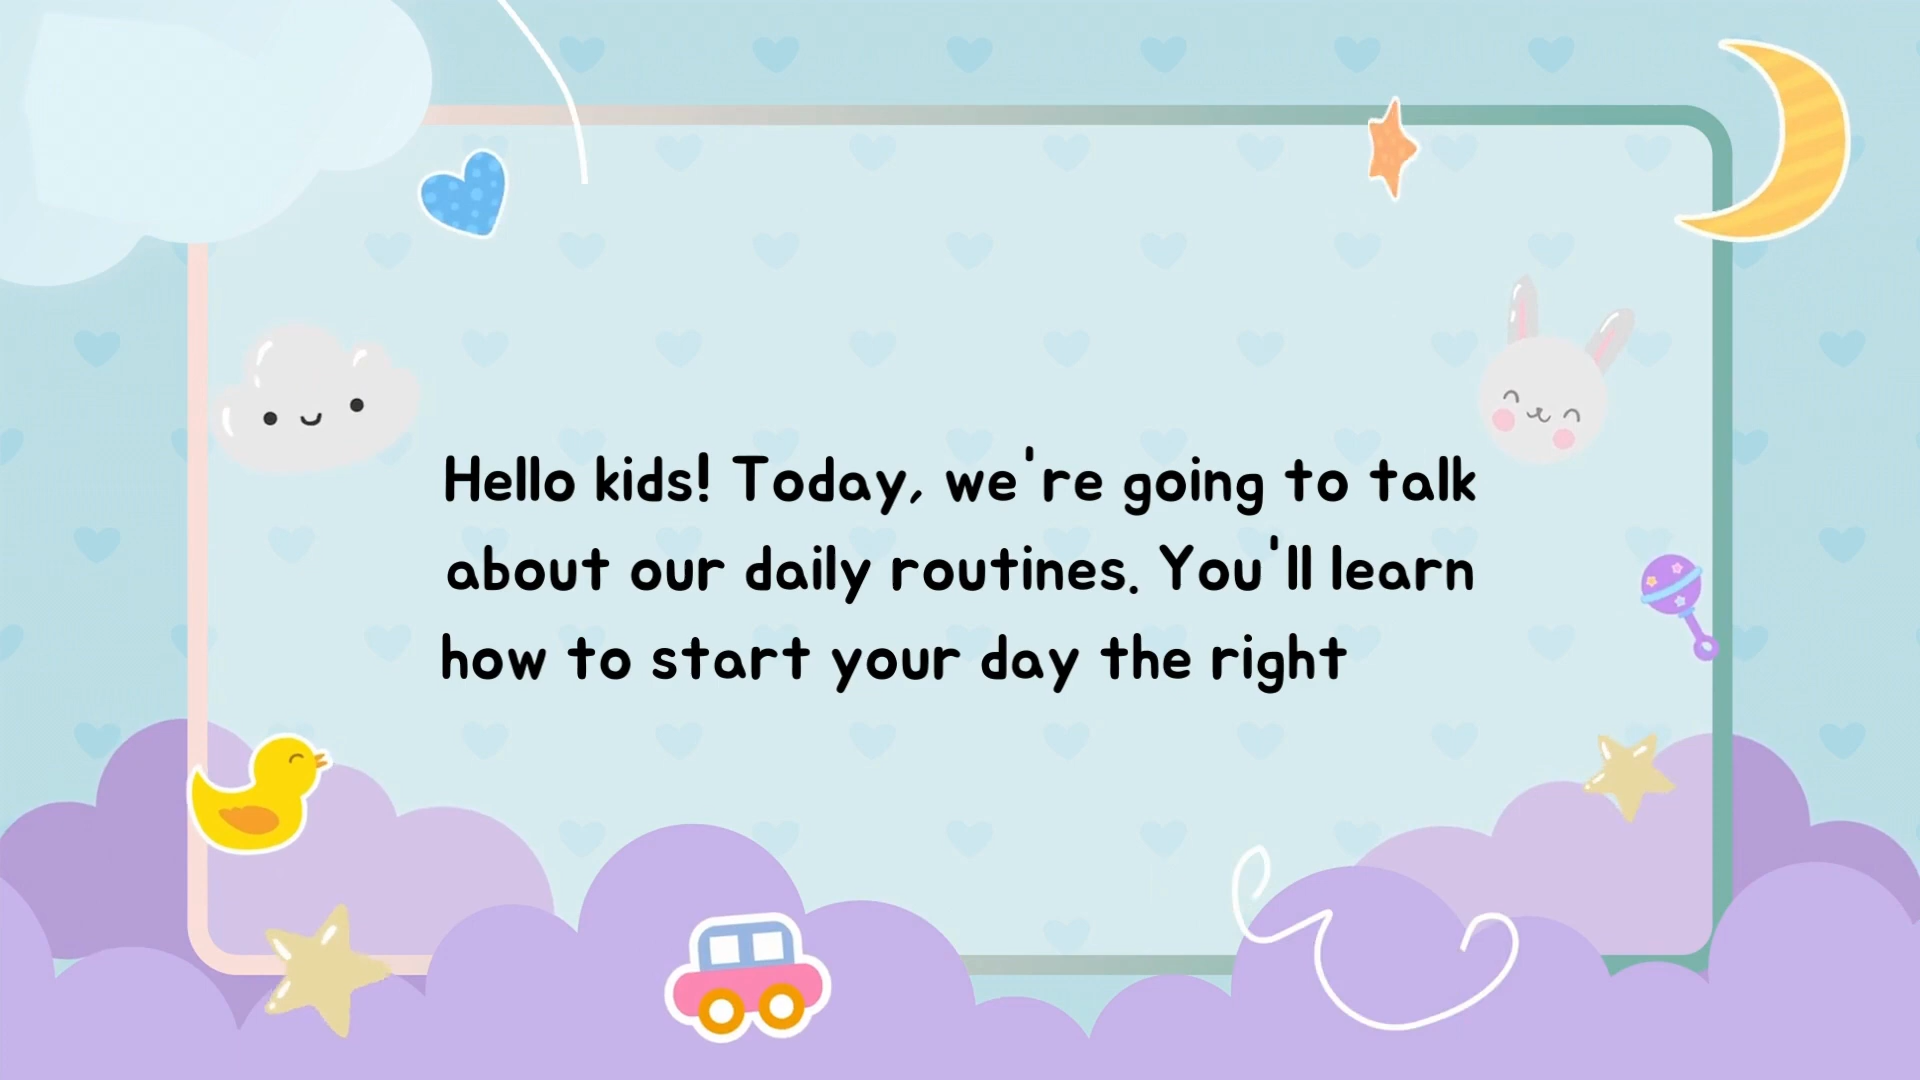 Hello kids! Today, we're going to talk
about our daily routines. You'll learn
how to start your day the right